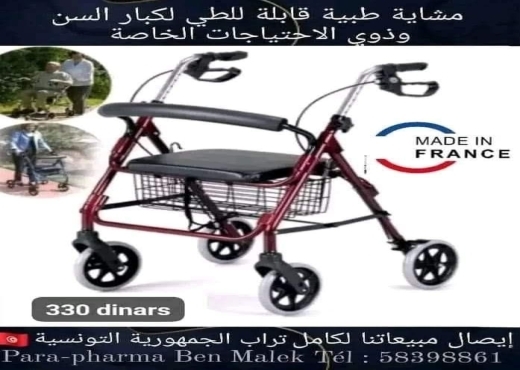 مشاية طبية قابلة للطي لكبار السن
وذوي الاحتياجات الخاصة
MADE IN
FRANCE
330 dinars
إيصال مبيعاتنا لكامل تراب الجمهورية التونسية
Para-pharma Ben Malek Tél : 58398861